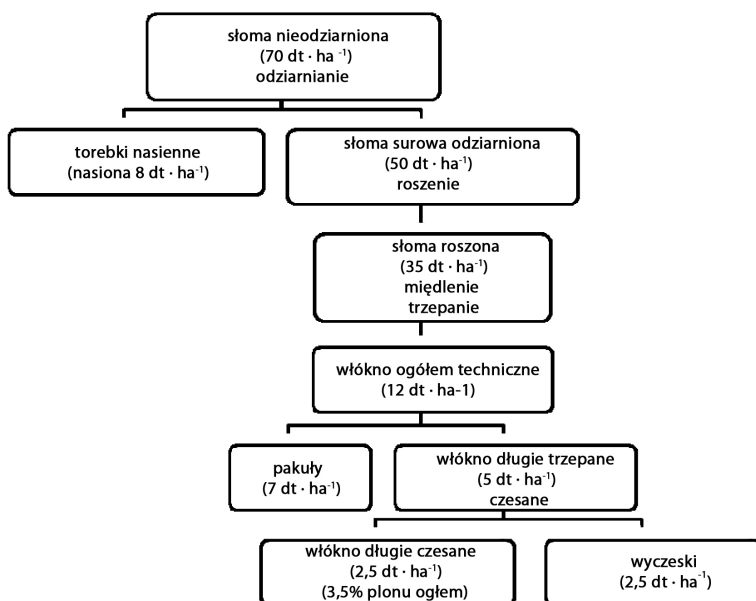 słoma nieodziarniona
(70 dt · ha ⁻¹)
odziarnianie
torebki nasienne
(nasiona 8 dt · ha⁻¹)
słoma surowa odziarniona
(50 dt · ha⁻¹)
roszenie
słoma roszona
(35 dt · ha⁻¹)
międlenie
trzepanie
włókno ogółem techniczne
(12 dt · ha-1)
pakuły
(7 dt · ha⁻¹)
włókno długie trzepane
(5 dt · ha⁻¹)
czesane
włókno długie czesane
(2,5 dt · ha⁻¹)
(3,5% plonu ogłem)
wyczeski
(2,5 dt · ha⁻¹)